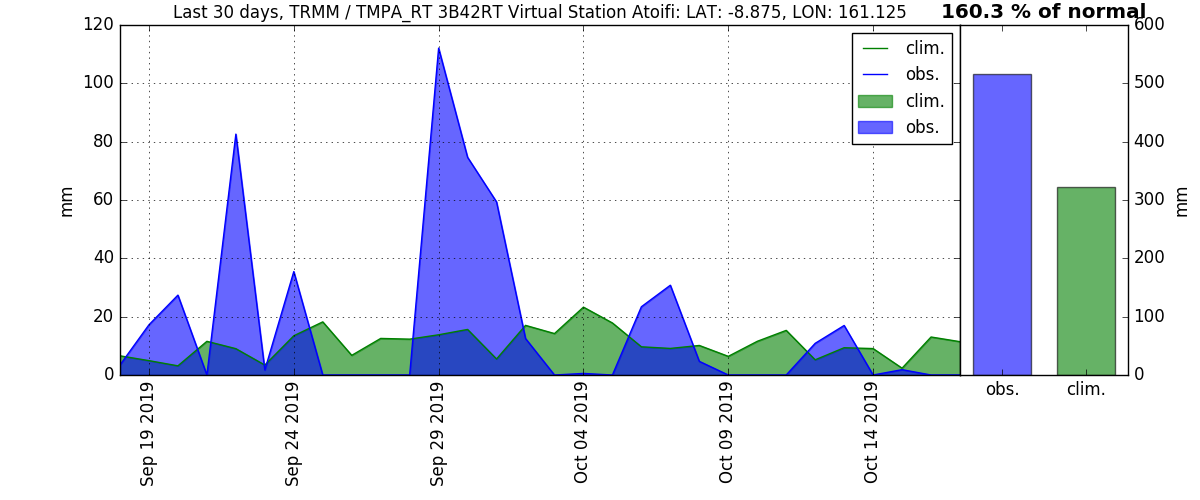 Last 30 days, TRMM / TMPA_RT 3B42RT Virtual Station Atoifi: LAT: -8.875, LON: 161.125
160.3 % of normal
120
100
80
60
40
20
0
mm
clim.
obs.
clim.
obs.
600
500
400
300
200
100
0
mm
Sep 19 2019
Sep 24 2019
Sep 29 2019
Oct 04 2019
Oct 09 2019
Oct 14 2019
obs.
clim.